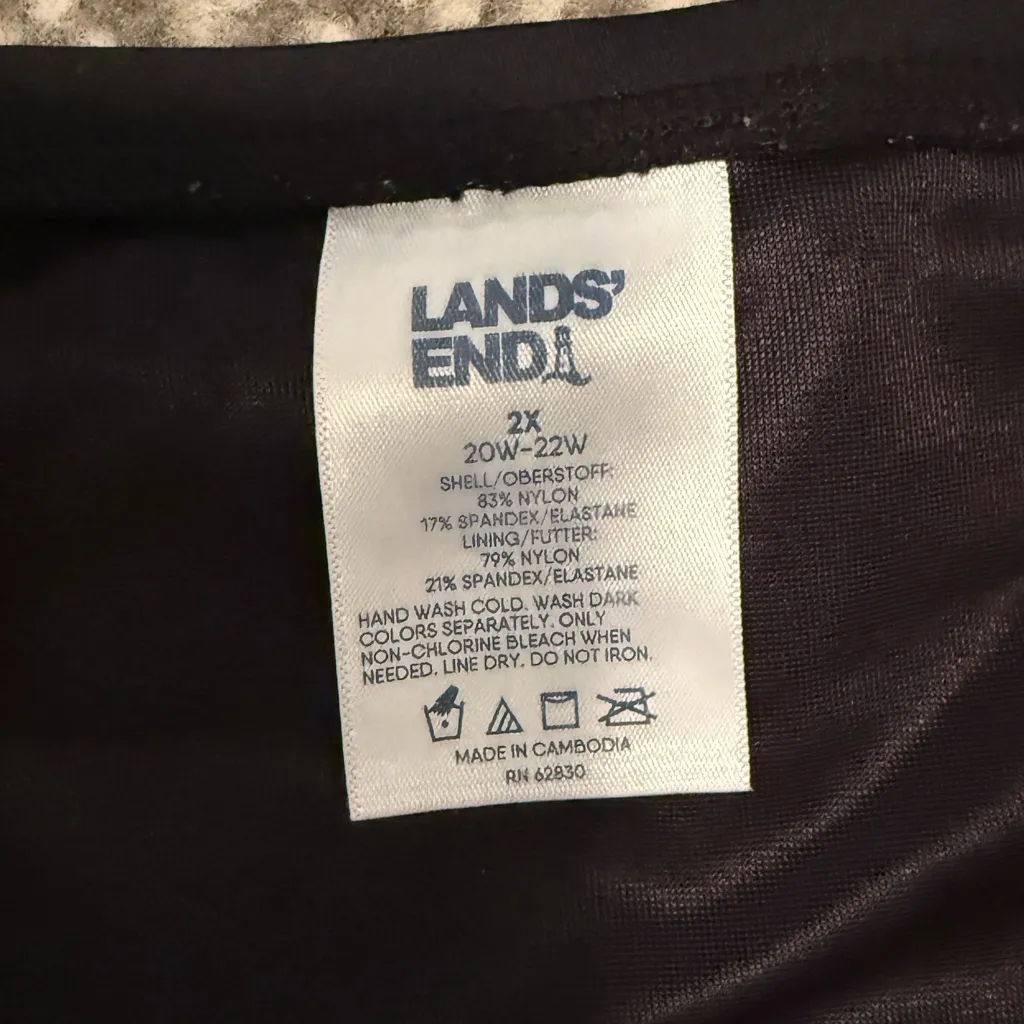 LANDS'
END
2X
20W-22W
SHELL/OBERSTOFF:
83% NYLON
17% SPANDEX/ELASTANE
LINING/FUTTER:
79% NYLON
21% SPANDEX/ELASTANE
HAND WASH COLD. WASH DARK
COLORS SEPARATELY. ONLY
NON-CHLORINE BLEACH WHEN
NEEDED. LINE DRY. DO NOT IRON.
MADE IN CAMBODIA
RN 62830